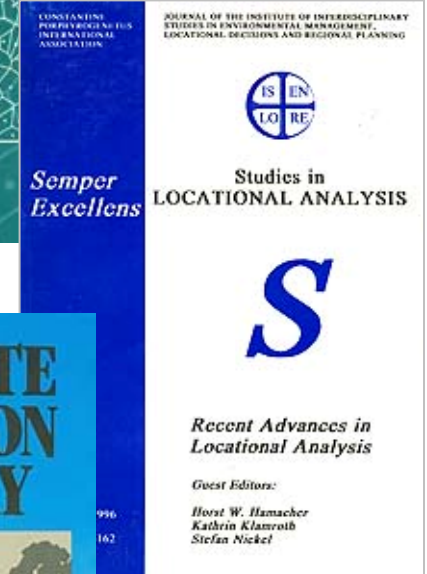 CONSTANTINE
PORPHYROGENETUS
INTERNATIONAL
ASSOCIATION
JOURNAL OF THE INSTITUTE OF INTERDISCIPLINARY
STUDIES IN ENVIRONMENTAL MANAGEMENT,
LOCATIONAL DECISIONS AND REGIONAL PLANNING
IS EN
LO RE
Semper
Excellens
Studies in
LOCATIONAL ANALYSIS
S
Recent Advances in
Locational Analysis
Guest Editors:
Horst W. Hamacher
Kathrin Klamroth
Stefan Nickel
TE
ON
Y
996
162